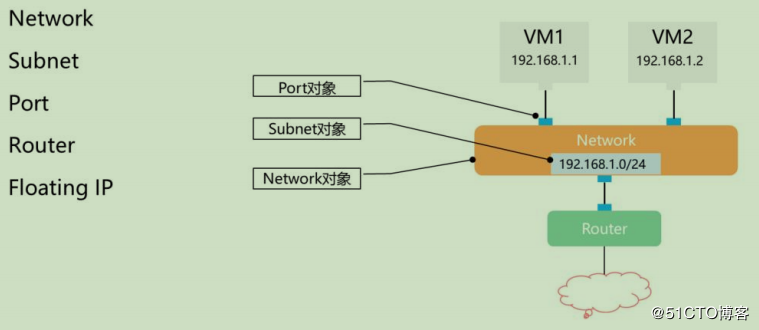 Network
Subnet
Port
Router
Floating IP
Port对象
Subnet对象
Network对象
VM1
192.168.1.1
VM2
192.168.1.2
Network
192.168.1.0/24
Router
@51CTO博客